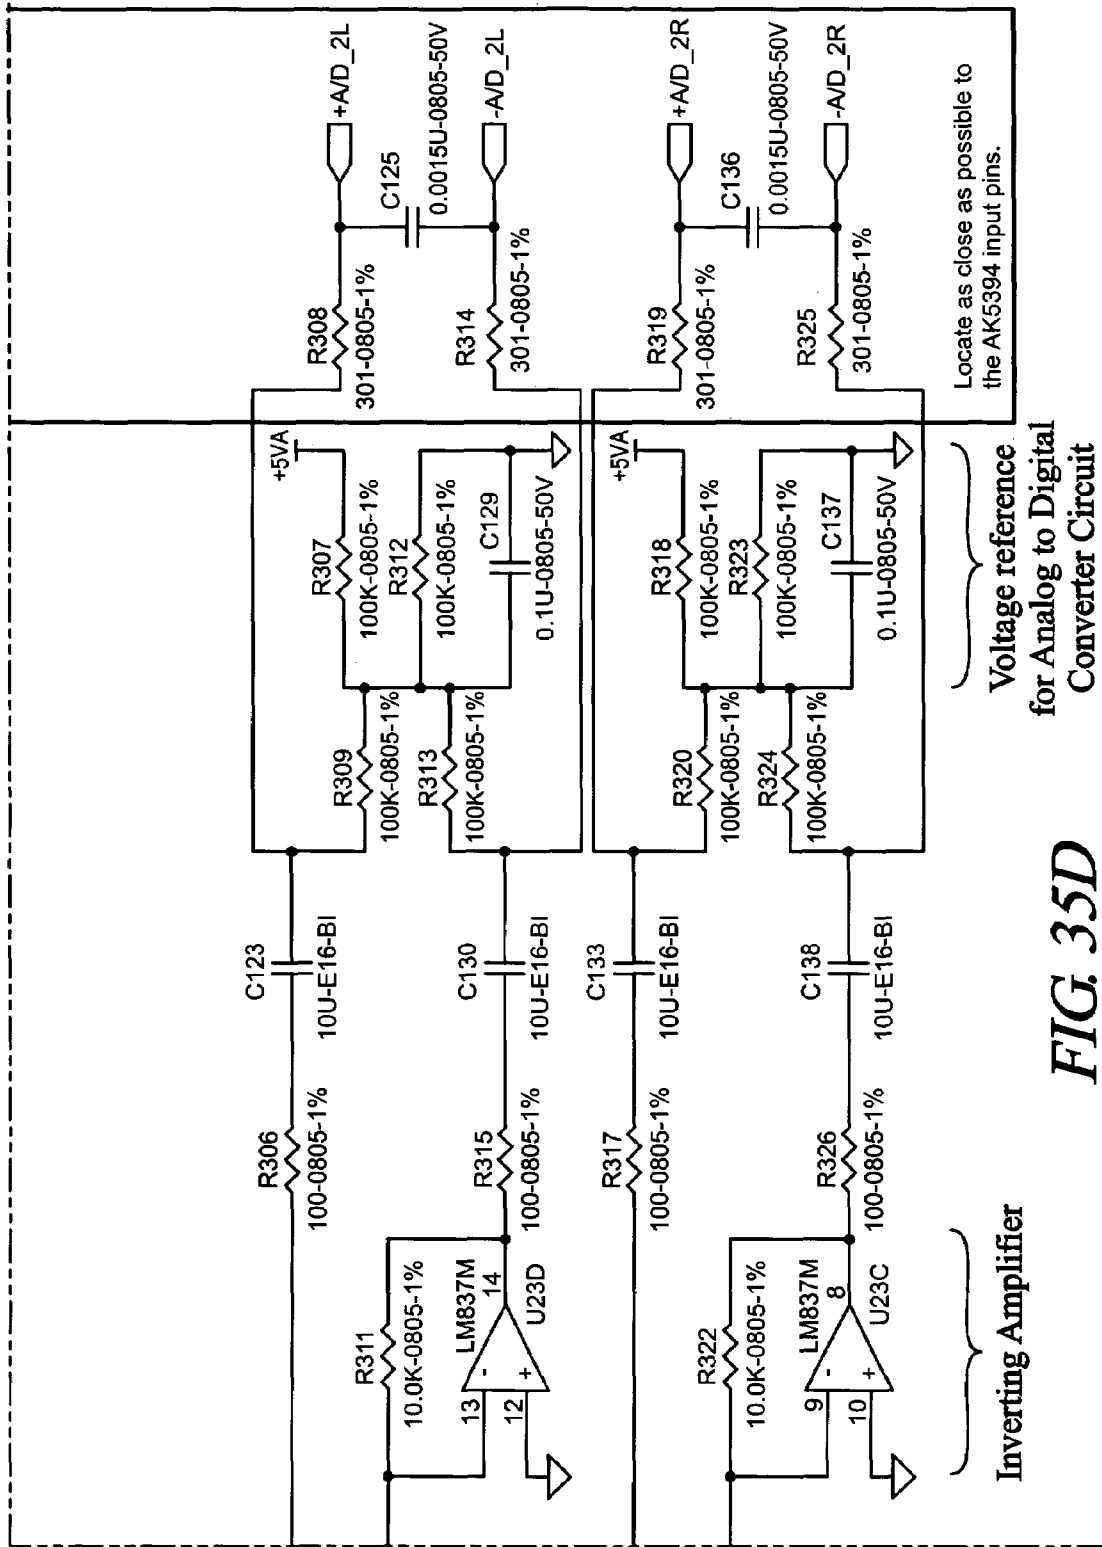 R306
100-0805-1%
C123
10U-E16-BI
R311
10.0K-0805-1%
LM837M
13
12
14
-
+
U23D
R315
100-0805-1%
C130
10U-E16-BI
R309
100K-0805-1%
R313
100K-0805-1%
+5VA
R307
100K-0805-1%
R312
100K-0805-1%
C129
0.1U-0805-50V
R308
301-0805-1%
R314
301-0805-1%
C125
0.0015U-0805-50V
+A/D_2L
-A/D_2L
R317
100-0805-1%
C133
10U-E16-BI
R322
10.0K-0805-1%
LM837M
9
10
8
-
+
U23C
R326
100-0805-1%
C138
10U-E16-BI
R320
100K-0805-1%
R324
100K-0805-1%
+5VA
R318
100K-0805-1%
R323
100K-0805-1%
C137
0.1U-0805-50V
R319
301-0805-1%
R325
301-0805-1%
C136
0.0015U-0805-50V
+A/D_2R
-A/D_2R
Locate as close as possible to
the AK5394 input pins.
Inverting Amplifier
Voltage reference
for Analog to Digital
Converter Circuit
FIG. 35D